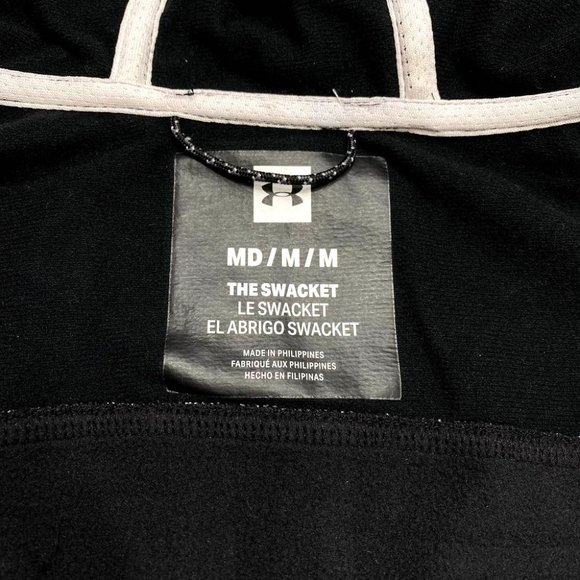 MD / M / M
THE SWACKET
LE SWACKET
EL ABRIGO SWACKET
MADE IN PHILIPPINES
FABRIQUÉ AUX PHILIPPINES
HECHO EN FILIPINAS